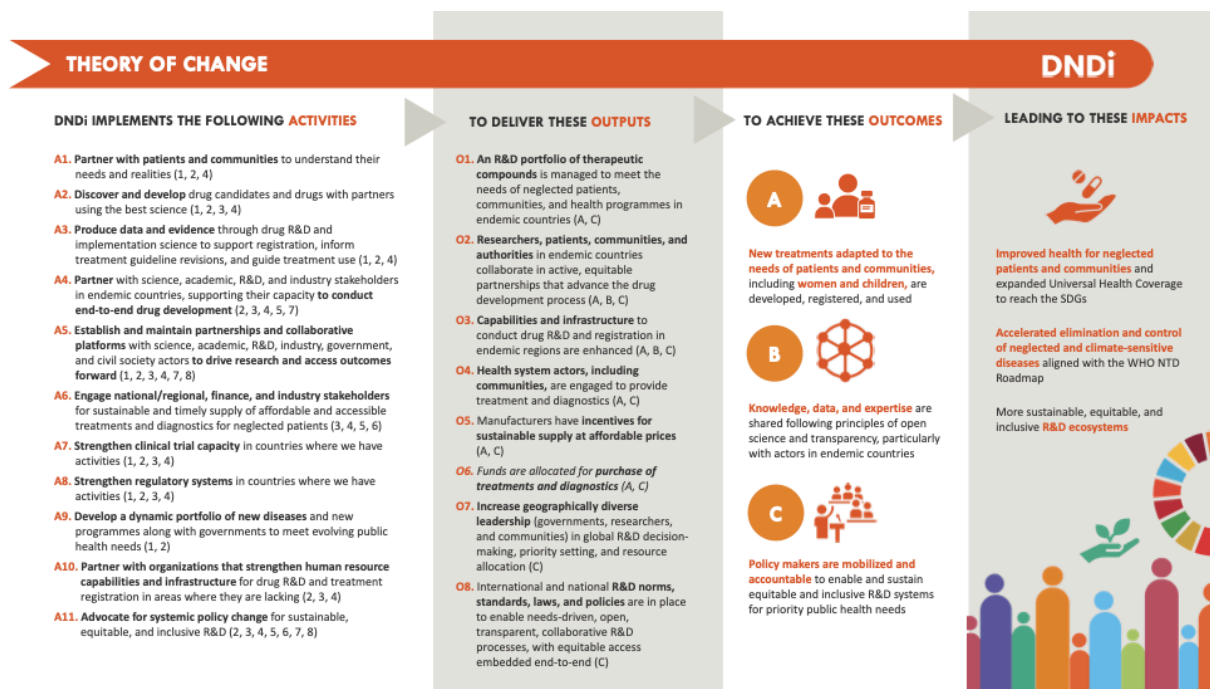 THEORY OF CHANGE
DNDi
DNDi IMPLEMENTS THE FOLLOWING ACTIVITIES
A1. Partner with patients and communities to understand their
needs and realities (1, 2, 4)
A2. Discover and develop drug candidates and drugs with partners
using the best science (1, 2, 3, 4)
A3. Produce data and evidence through drug R&D and
implementation science to support registration, inform
treatment guideline revisions, and guide treatment use (1, 2, 4)
A4. Partner with science, academic, R&D, and industry stakeholders
in endemic countries, supporting their capacity to conduct
end-to-end drug development (2, 3, 4, 5, 7)
A5. Establish and maintain partnerships and collaborative
platforms with science, academic, R&D, industry, government,
and civil society actors to drive research and access outcomes
forward (1, 2, 3, 4, 7, 8)
A6. Engage national/regional, finance, and industry stakeholders
for sustainable and timely supply of affordable and accessible
treatments and diagnostics for neglected patients (3, 4, 5, 6)
A7. Strengthen clinical trial capacity in countries where we have
activities (1, 2, 3, 4)
A8. Strengthen regulatory systems in countries where we have
activities (1, 2, 3, 4)
A9. Develop a dynamic portfolio of new diseases and new
programmes along with governments to meet evolving public
health needs (1, 2)
A10. Partner with organizations that strengthen human resource
capabilities and infrastructure for drug R&D and treatment
registration in areas where they are lacking (2, 3, 4)
A11. Advocate for systemic policy change for sustainable,
equitable, and inclusive R&D (2, 3, 4, 5, 6, 7, 8)
TO DELIVER THESE OUTPUTS
O1. An R&D portfolio of therapeutic
compounds is managed to meet the
needs of neglected patients,
communities, and health programmes in
endemic countries (A, C)
O2. Researchers, patients, communities, and
authorities in endemic countries
collaborate in active, equitable
partnerships that advance the drug
development process (A, B, C)
O3. Capabilities and infrastructure to
conduct drug R&D and registration in
endemic regions are enhanced (A, B, C)
O4. Health system actors, including
communities, are engaged to provide
treatment and diagnostics (A, C)
O5. Manufacturers have incentives for
sustainable supply at affordable prices
(A, C)
O6. Funds are allocated for purchase of
treatments and diagnostics (A, C)
O7. Increase geographically diverse
leadership (governments, researchers,
and communities) in global R&D decision-
making, priority setting, and resource
allocation (C)
O8. International and national R&D norms,
standards, laws, and policies are in place
to enable needs-driven, open,
transparent, collaborative R&D
processes, with equitable access
embedded end-to-end (C)
TO ACHIEVE THESE OUTCOMES
A
New treatments adapted to the
needs of patients and communities,
including women and children, are
developed, registered, and used
B
Knowledge, data, and expertise are
shared following principles of open
science and transparency, particularly
with actors in endemic countries
C
Policy makers are mobilized and
accountable to enable and sustain
equitable and inclusive R&D systems
for priority public health needs
LEADING TO THESE IMPACTS
Improved health for neglected
patients and communities and
expanded Universal Health Coverage
to reach the SDGs
Accelerated elimination and control
of neglected and climate-sensitive
diseases aligned with the WHO NTD
Roadmap
More sustainable, equitable, and
inclusive R&D ecosystems